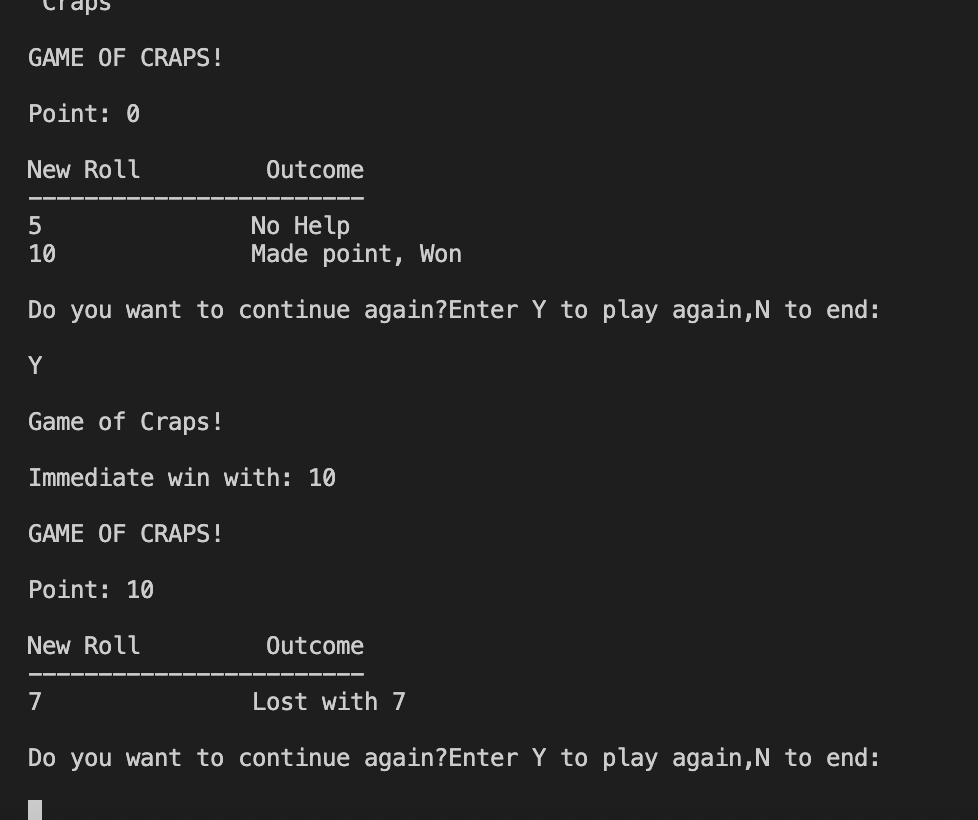 Craps
GAME OF CRAPS!
Point: 0
New Roll Outcome
------------------------
5 No Help
10 Made point, Won
Do you want to continue again?Enter Y to play again,N to end:
Y
Game of Craps!
Immediate win with: 10
GAME OF CRAPS!
Point: 10
New Roll Outcome
------------------------
7 Lost with 7
Do you want to continue again?Enter Y to play again,N to end: